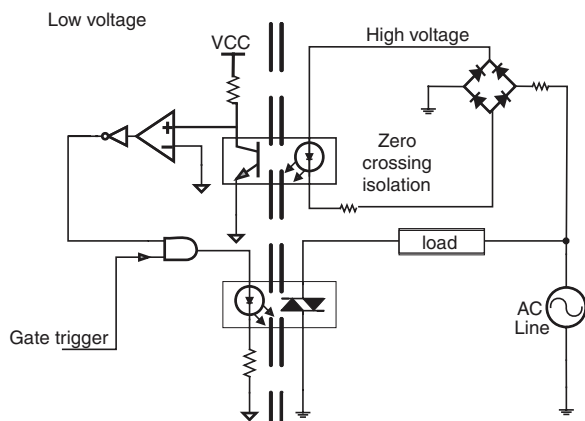 Low voltage
VCC
High voltage
Zero
crossing
isolation
load
AC
Line
Gate trigger